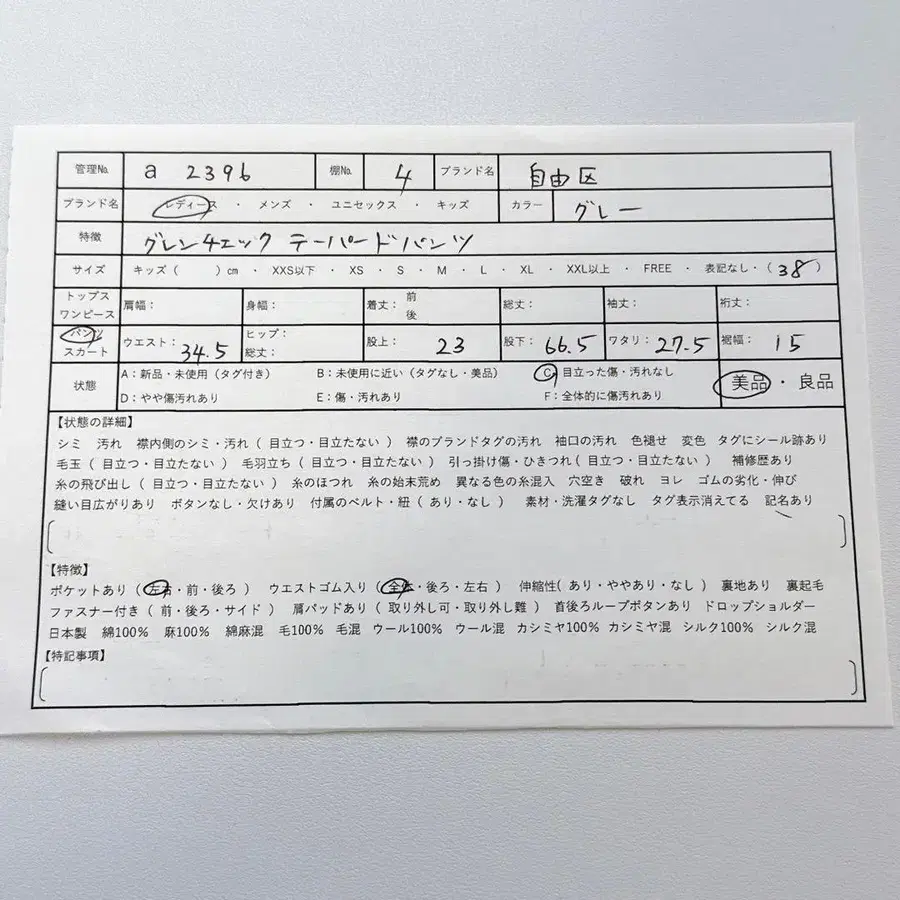 管理No. a 2396 棚No. 4 ブランド名 自由区
ブランド名 レディース ・ メンズ ・ ユニセックス ・ キッズ カラー グレー
特徴 グレンチェック テーパードパンツ
サイズ キッズ（ ）cm ・ XXS以下 ・ XS ・ S ・ M ・ L ・ XL ・ XXL以上 ・ FREE ・ 表記なし ・（ 38 ）
トップス ワンピース 肩幅： 身幅： 着丈： 前 後 総丈： 袖丈： 裄丈：
パンツ スカート ウエスト： 34.5 ヒップ： 総丈： 股上： 23 股下： 66.5 ワタリ： 27.5 裾幅： 15
状態 A：新品・未使用（タグ付き） B：未使用に近い（タグなし・美品） C：目立った傷・汚れなし 美品 ・ 良品
D：やや傷汚れあり E：傷・汚れあり F：全体的に傷汚れあり
【状態の詳細】
シミ 汚れ 襟内側のシミ・汚れ（ 目立つ・目立たない ） 襟のブランドタグの汚れ 袖口の汚れ 色褪せ 変色 タグにシール跡あり
毛玉（ 目立つ・目立たない ） 毛羽立ち（ 目立つ・目立たない ） 引っ掛け傷・ひきつれ（ 目立つ・目立たない ） 補修歴あり
糸の飛び出し（ 目立つ・目立たない ） 糸のほつれ 糸の始末荒め 異なる色の糸混入 穴空き 破れ ヨレ ゴムの劣化・伸び
縫い目広がりあり ボタンなし・欠けあり 付属のベルト・紐（ あり・なし ） 素材・洗濯タグなし タグ表示消えてる 記名あり
【特徴】
ポケットあり（ 左右・前・後ろ ） ウエストゴム入り（ 全体・後ろ・左右 ） 伸縮性( あり・ややあり・なし ） 裏地あり 裏起毛
ファスナー付き（ 前・後ろ・サイド ） 肩パッドあり（ 取り外し可・取り外し難 ） 首後ろループボタンあり ドロップショルダー
日本製 綿100% 麻100% 綿麻混 毛100% 毛混 ウール100% ウール混 カシミヤ100% カシミヤ混 シルク100% シルク混
【特記事項】